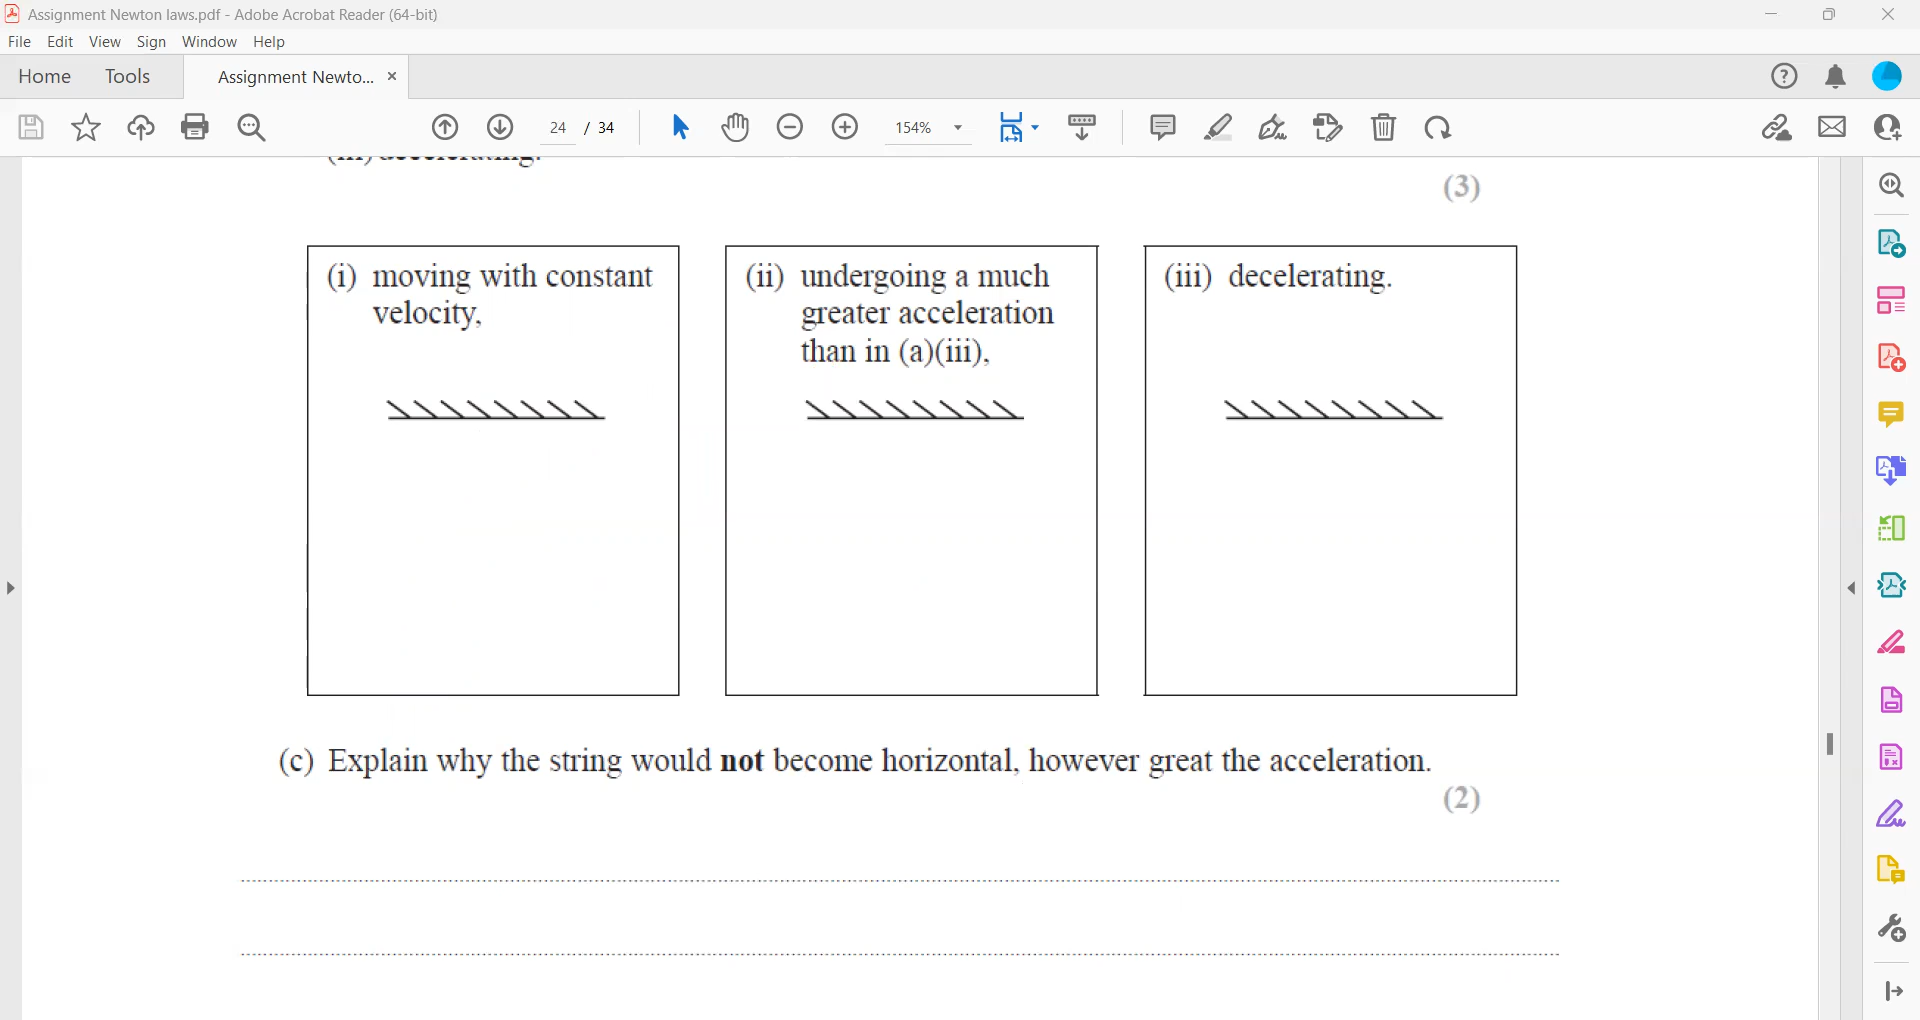 Assignment Newton laws.pdf - Adobe Acrobat Reader (64-bit)
File Edit View Sign Window Help
Home Tools Assignment Newto...
24 / 34 154%
(iii) decelerating.
(3)
(i) moving with constant
velocity,
(ii) undergoing a much
greater acceleration
than in (a)(iii),
(iii) decelerating.
(c) Explain why the string would not become horizontal, however great the acceleration.
(2)